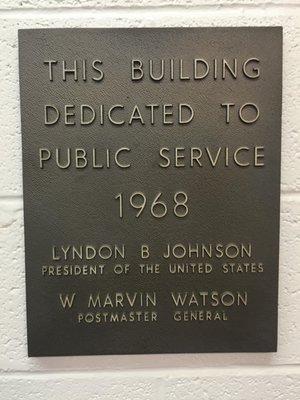 THIS BUILDING
DEDICATED TO
PUBLIC SERVICE
1968
LYNDON B JOHNSON
PRESIDENT OF THE UNITED STATES
W MARVIN WATSON
POSTMASTER GENERAL